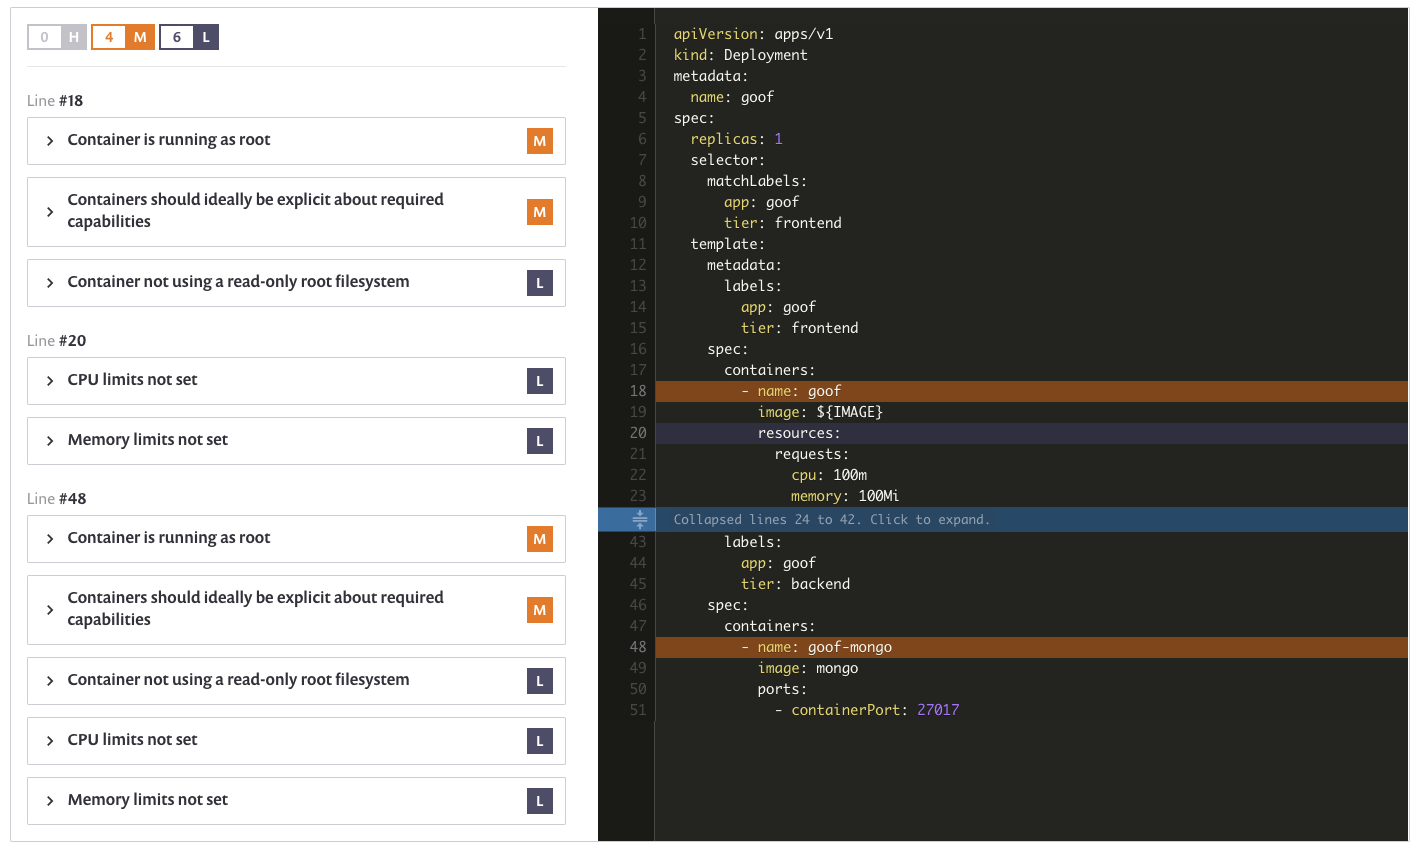 0 H 4 M 6 L
Line #18
Container is running as root M
Containers should ideally be explicit about required
capabilities M
Container not using a read-only root filesystem L
Line #20
CPU limits not set L
Memory limits not set L
Line #48
Container is running as root M
Containers should ideally be explicit about required
capabilities M
Container not using a read-only root filesystem L
CPU limits not set L
Memory limits not set L
1 apiVersion: apps/v1
2 kind: Deployment
3 metadata:
4   name: goof
5 spec:
6   replicas: 1
7   selector:
8     matchLabels:
9       app: goof
10       tier: frontend
11   template:
12     metadata:
13       labels:
14         app: goof
15         tier: frontend
16     spec:
17       containers:
18         - name: goof
19           image: ${IMAGE}
20           resources:
21             requests:
22               cpu: 100m
23               memory: 100Mi
Collapsed lines 24 to 42. Click to expand.
43       labels:
44         app: goof
45         tier: backend
46     spec:
47       containers:
48         - name: goof-mongo
49           image: mongo
50           ports:
51             - containerPort: 27017